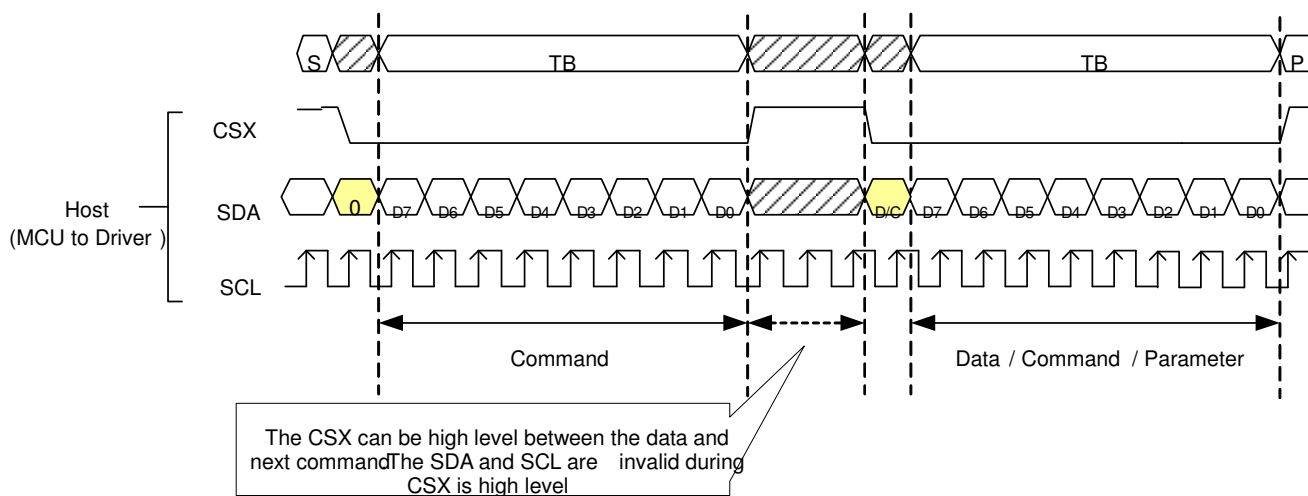 S TB TB P
CSX
SDA 0 D7 D6 D5 D4 D3 D2 D1 D0 D/C D7 D6 D5 D4 D3 D2 D1 D0
Host
(MCU to Driver )
SCL
Command Data / Command / Parameter
The CSX can be high level between the data and
next command.The SDA and SCL are invalid during
CSX is high level